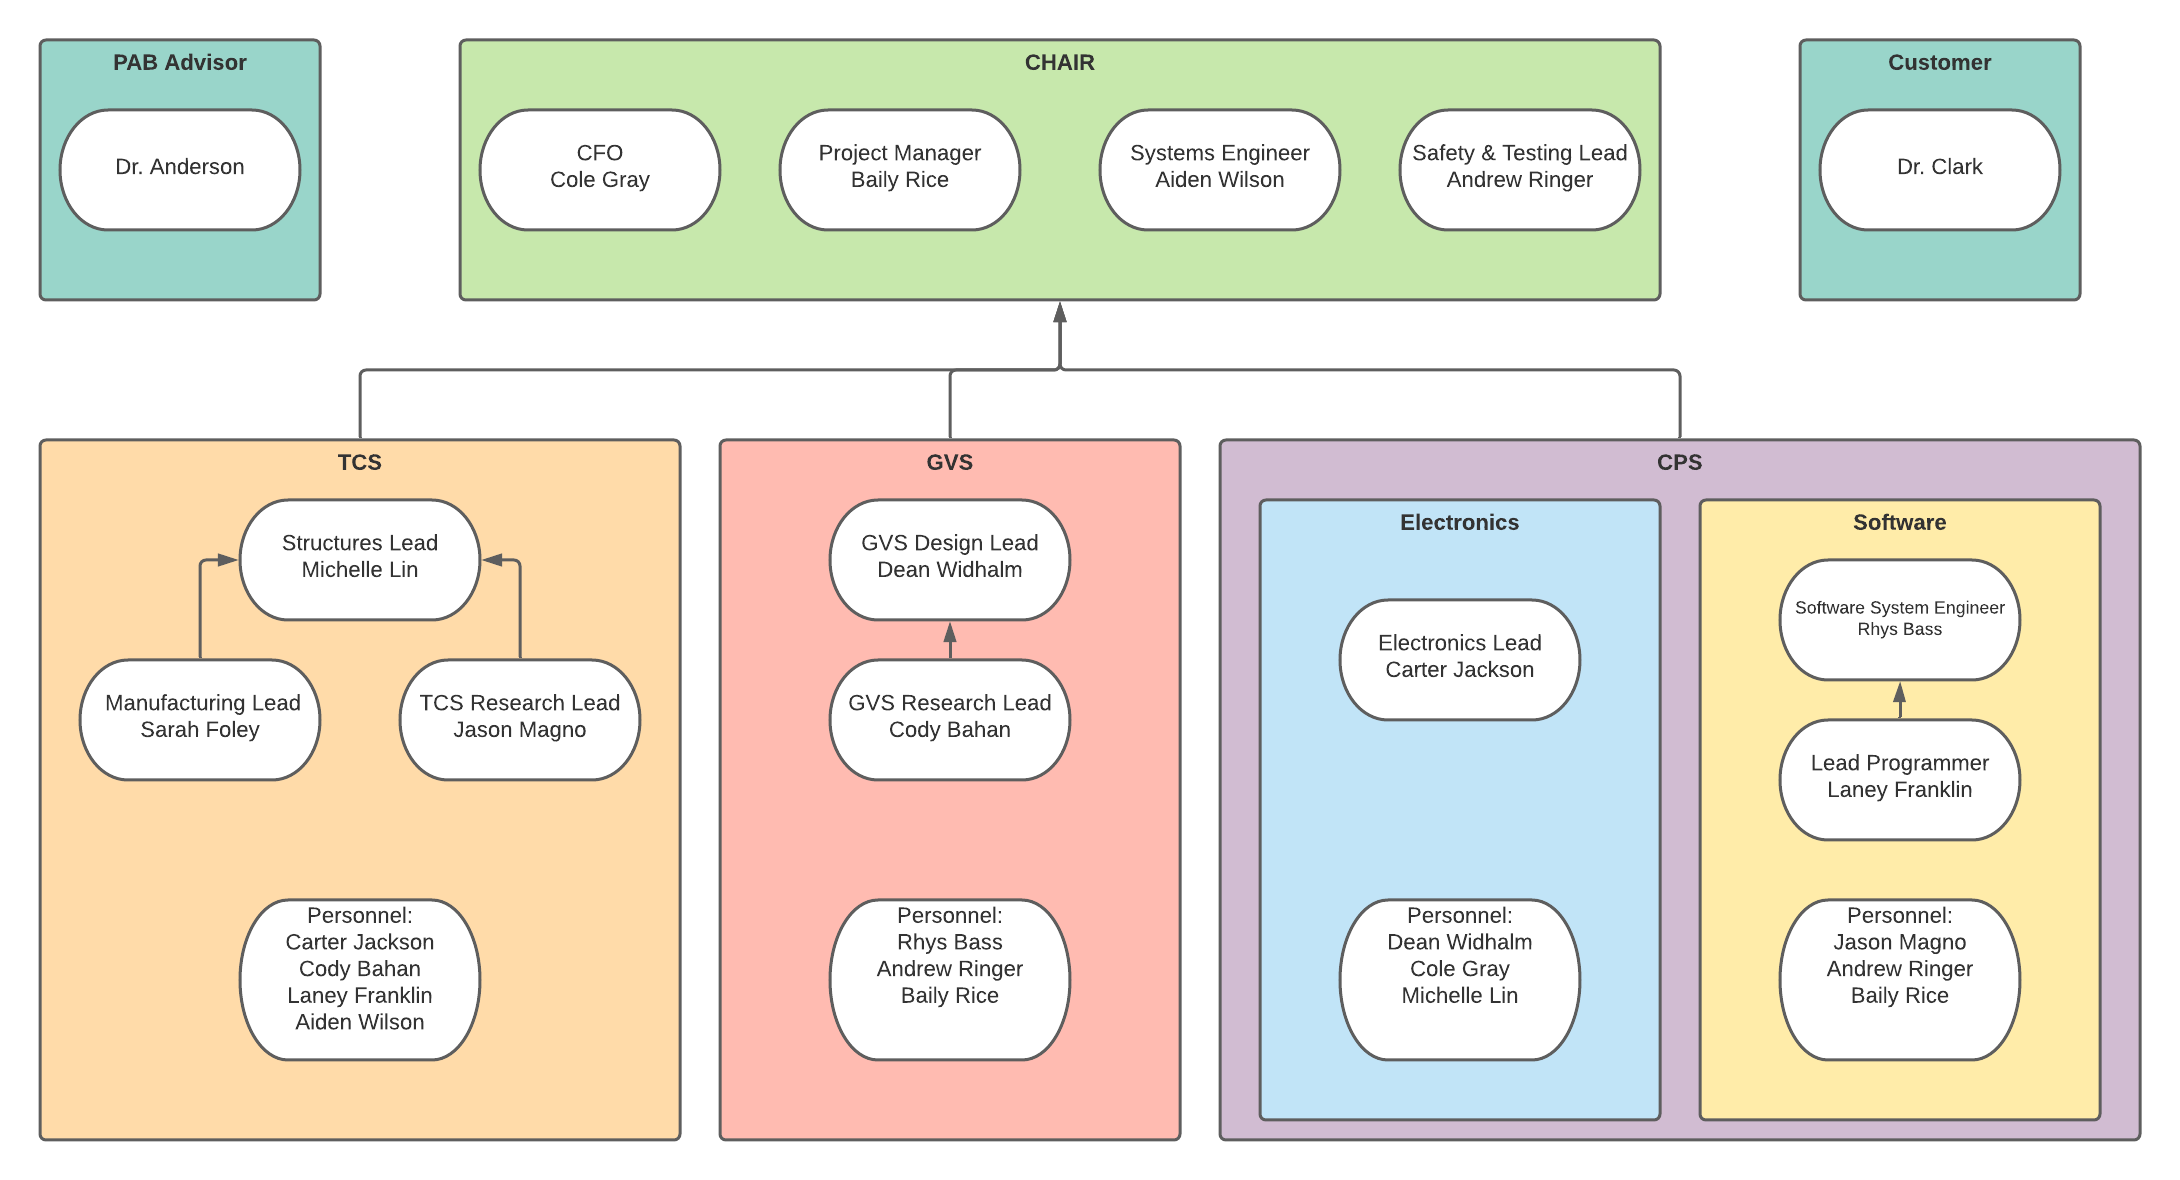 PAB Advisor
Dr. Anderson
CHAIR
CFO
Cole Gray
Project Manager
Baily Rice
Systems Engineer
Aiden Wilson
Safety & Testing Lead
Andrew Ringer
Customer
Dr. Clark
TCS
Structures Lead
Michelle Lin
Manufacturing Lead
Sarah Foley
TCS Research Lead
Jason Magno
Personnel:
Carter Jackson
Cody Bahan
Laney Franklin
Aiden Wilson
GVS
GVS Design Lead
Dean Widhalm
GVS Research Lead
Cody Bahan
Personnel:
Rhys Bass
Andrew Ringer
Baily Rice
CPS
Electronics
Electronics Lead
Carter Jackson
Personnel:
Dean Widhalm
Cole Gray
Michelle Lin
Software
Software System Engineer
Rhys Bass
Lead Programmer
Laney Franklin
Personnel:
Jason Magno
Andrew Ringer
Baily Rice